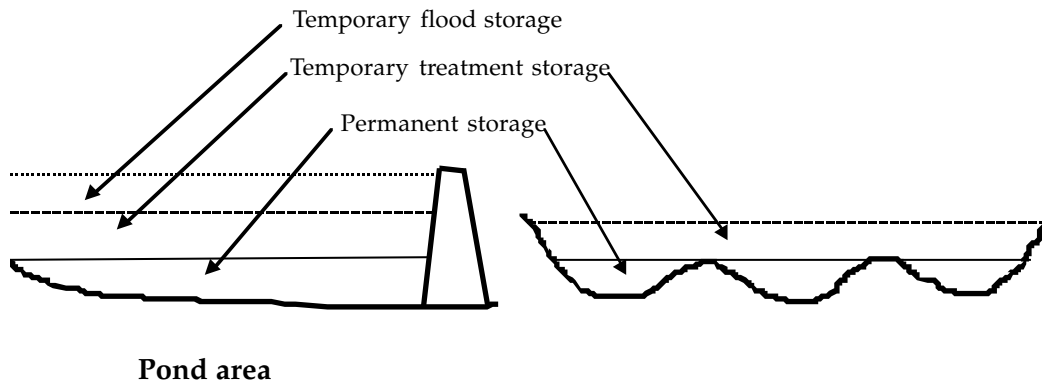 Temporary flood storage
Temporary treatment storage
Permanent storage
Pond area